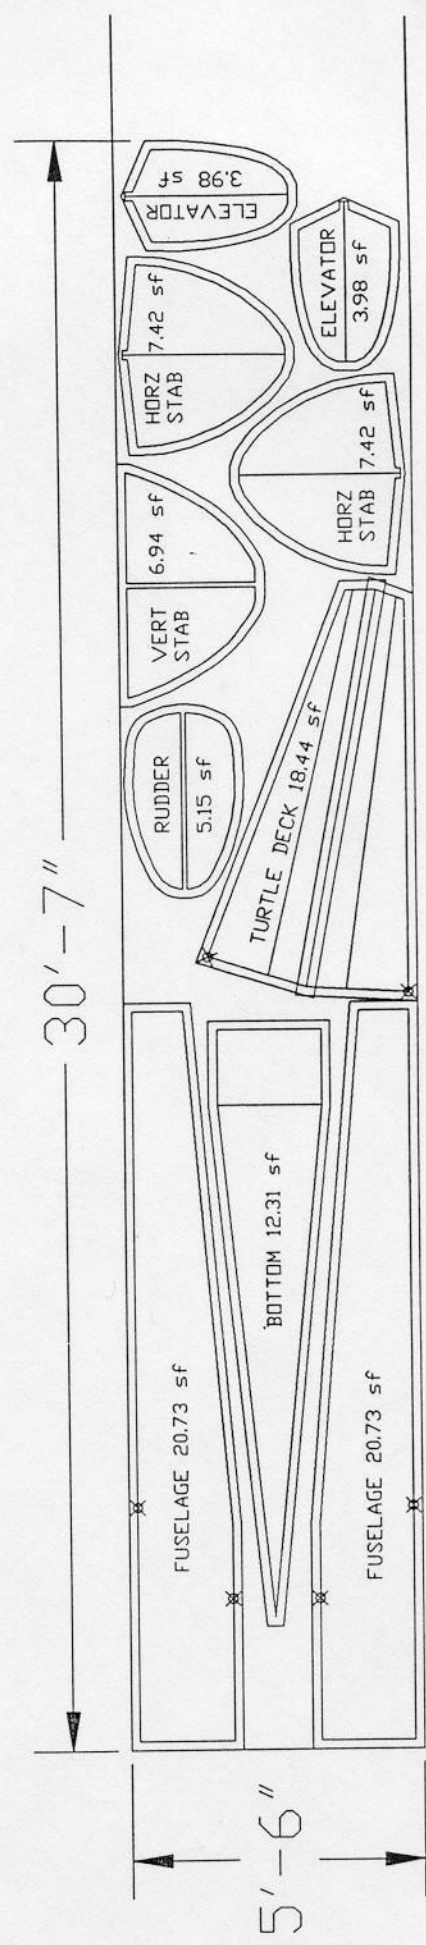 30'-7"
5'-6"
FUSELAGE 20.73 sf
BOTTOM 12.31 sf
FUSELAGE 20.73 sf
RUDDER
5.15 sf
TURTLE DECK 18.44 sf
VERT
STAB
6.94 sf
HORZ
STAB
7.42 sf
HORZ
STAB
7.42 sf
ELEVATOR
3.98 sf
ELEVATOR
3.98 sf